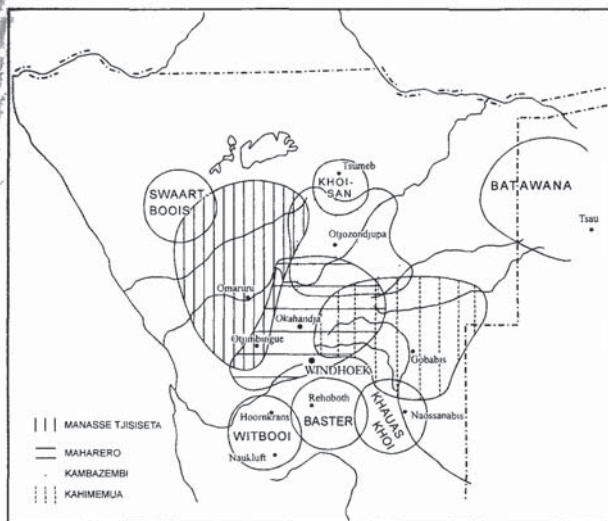 Tsumeb
KHOI-
SAN
SWAART
BOOIS
BATAWANA
Tsau
Otjozondjupa
Omaruru
Okahandja
Otjimbingue
Gobabis
WINDHOEK
Rehoboth
Hoornkrans
Naossanabis
BASTER
KHAUAS
KHOI
WITBOOI
Naukluft
MANASSE TJISISETA
MAHARERO
KAMBAZEMBI
KAHIMEMUA